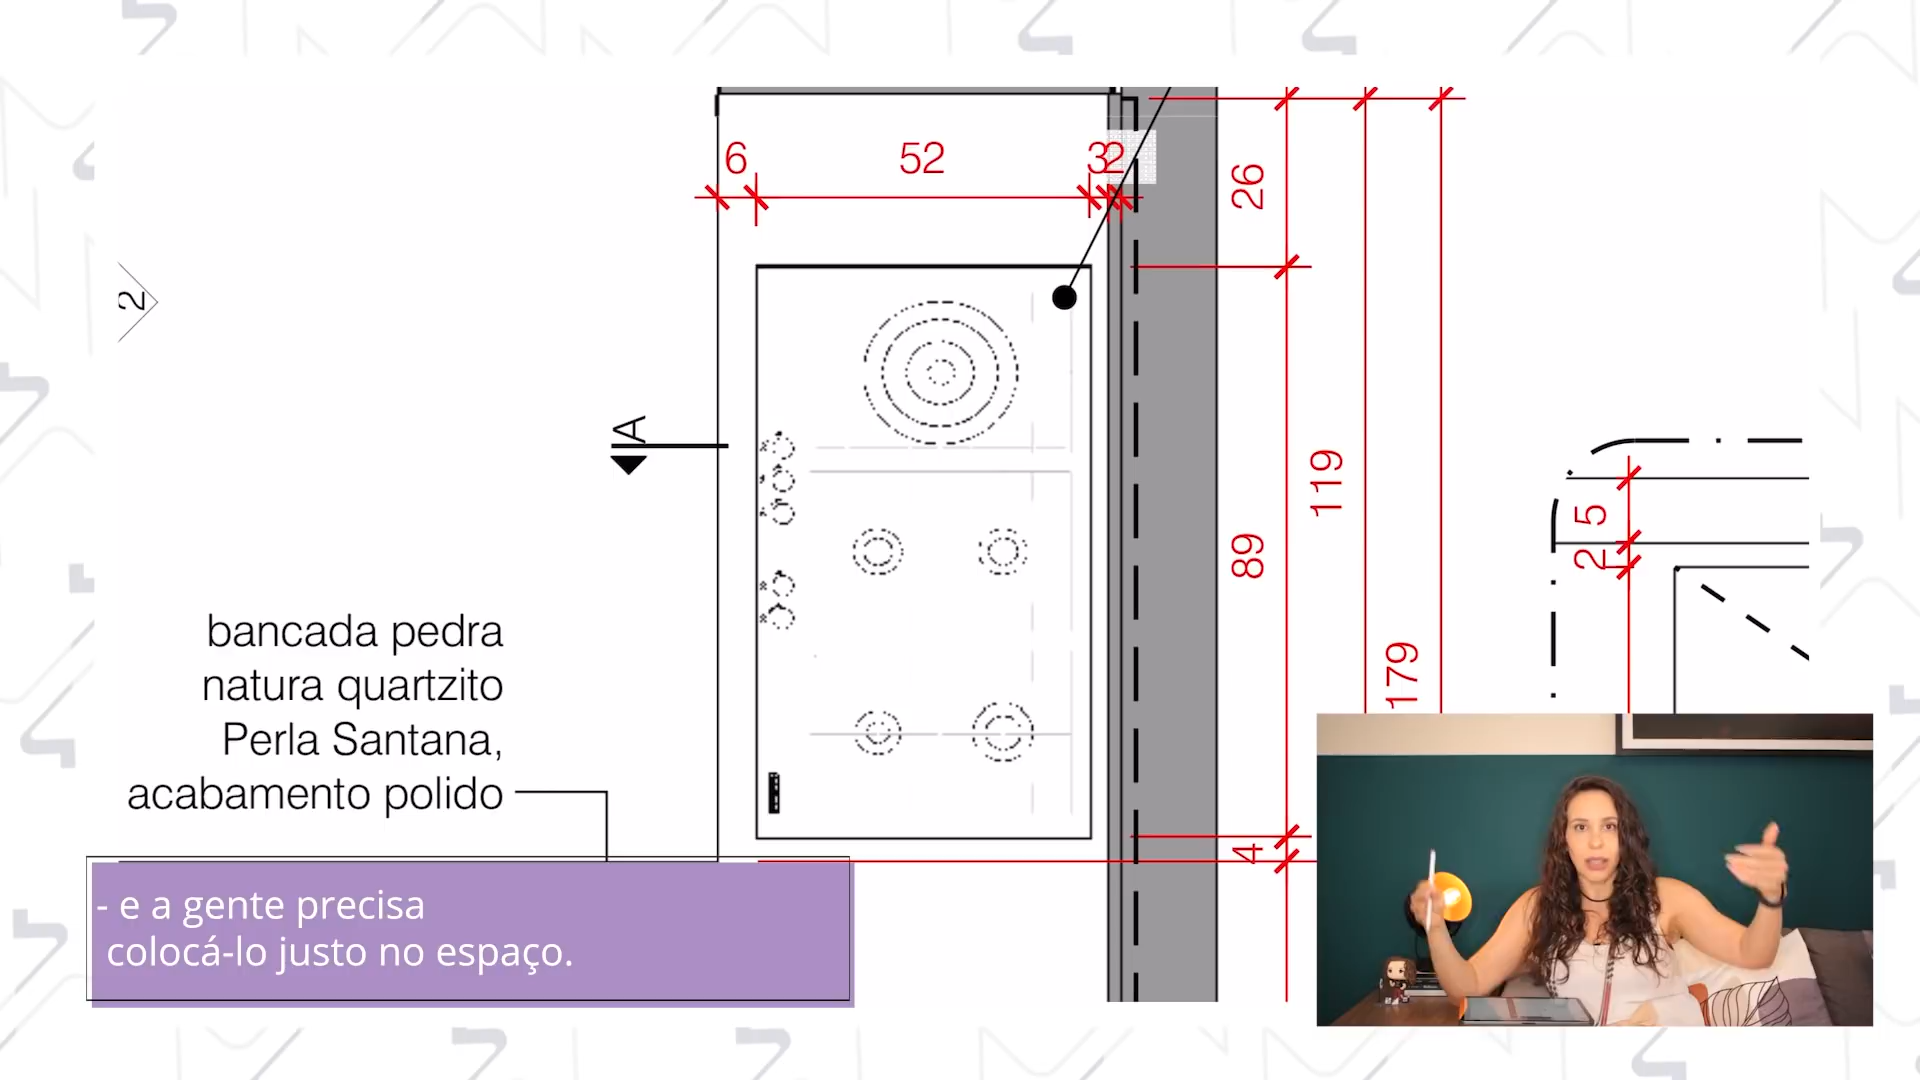 6
52
3
2
26
2
A
119
5
2
89
179
bancada pedra
natura quartzito
Perla Santana,
acabamento polido
4
- e a gente precisa
colocá-lo justo no espaço.